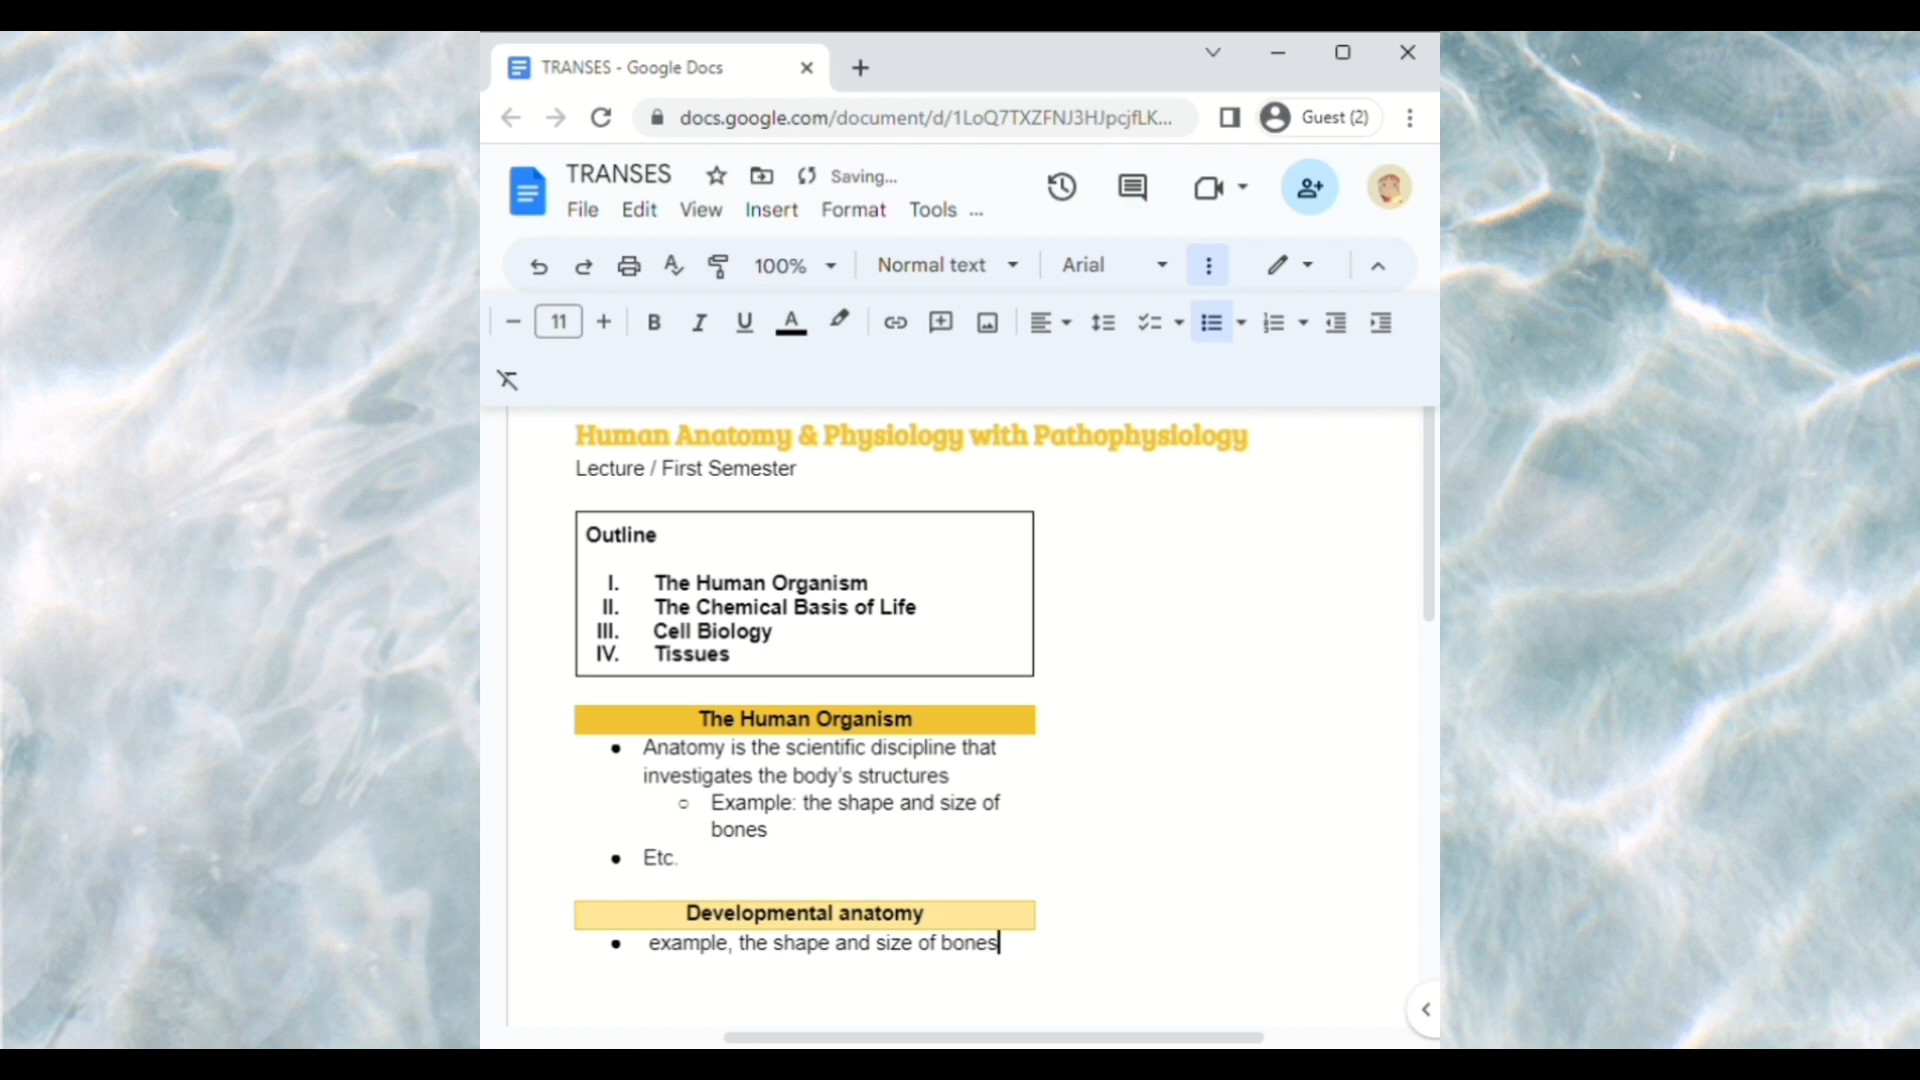 TRANSES - Google Docs
docs.google.com/document/d/1LoQ7TXZFNJ3HJpcjfLK...
Guest (2)
TRANSES
Saving...
File Edit View Insert Format Tools ...
100% Normal text Arial
11 B I U A
Human Anatomy & Physiology with Pathophysiology
Lecture / First Semester
Outline
I. The Human Organism
II. The Chemical Basis of Life
III. Cell Biology
IV. Tissues
The Human Organism
● Anatomy is the scientific discipline that
investigates the body's structures
○ Example: the shape and size of
bones
● Etc.
Developmental anatomy
● example, the shape and size of bones